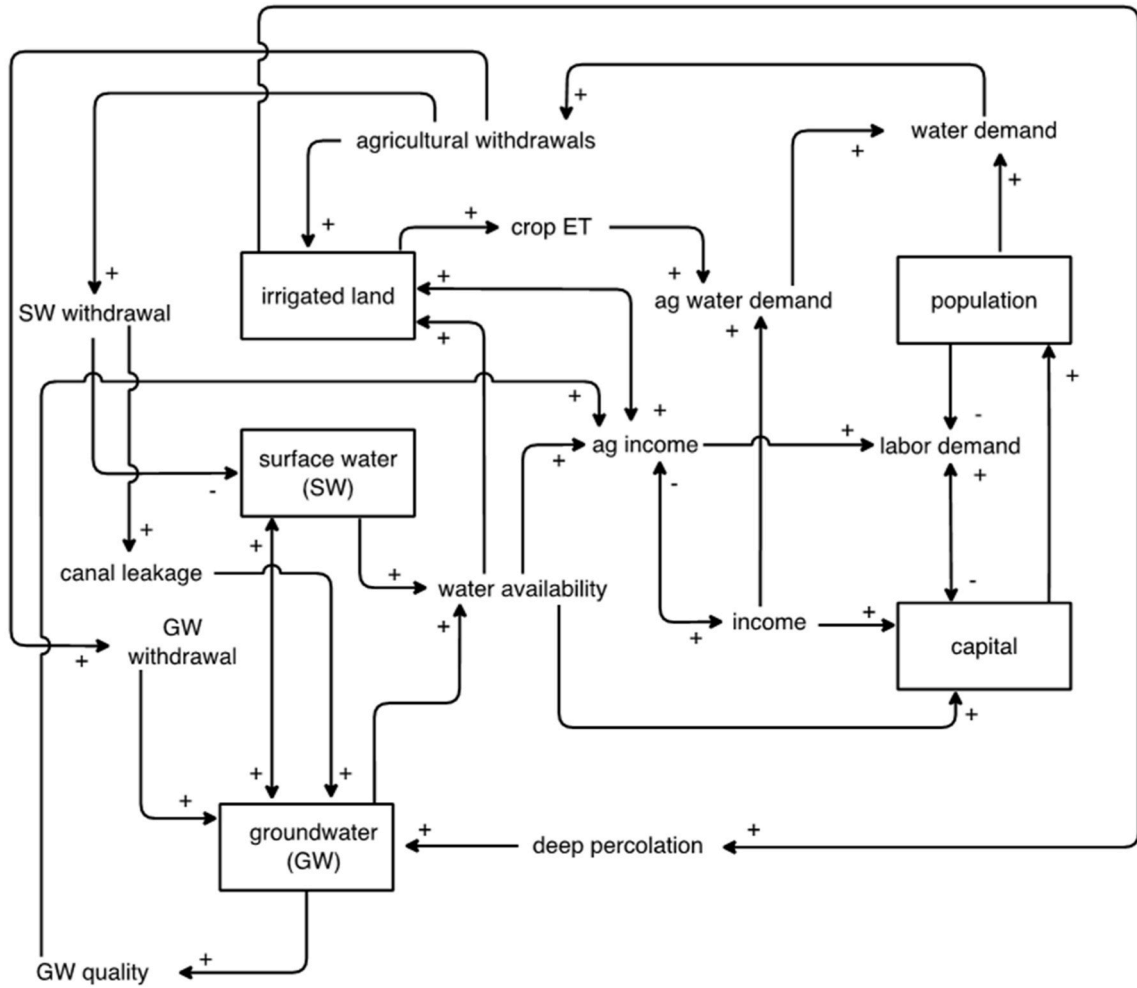 +
water demand
agricultural withdrawals
+
+
+
+
crop ET
+
+
irrigated land
+
ag water demand
population
SW withdrawal
+
+
+
+
+
-
ag income
+
labor demand
surface water
(SW)
+
+
-
-
+
+
canal leakage
+
water availability
-
+
GW
withdrawal
+
+
income
+
capital
+
+
+
+
+
groundwater
(GW)
+
deep percolation
+
GW quality
+